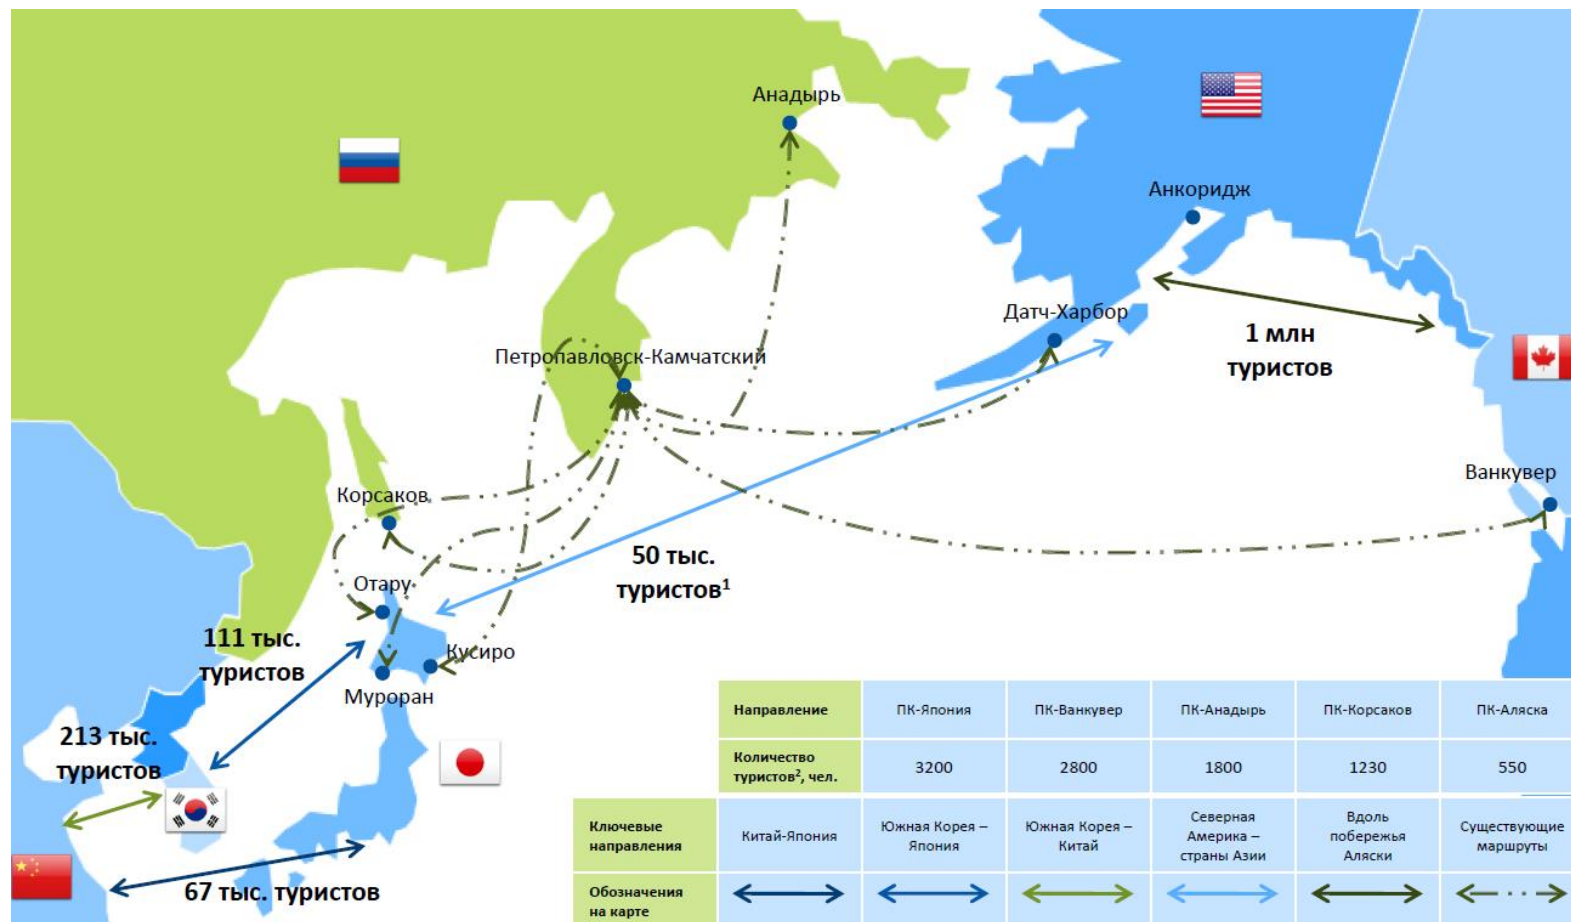 Анадырь
Анкоридж
Датч-Харбор
1 млн
туристов
Петропавловск-Камчатский
Ванкувер
Корсаков
50 тыс.
туристов¹
Отару
111 тыс.
туристов
Кусиро
Муроран
213 тыс.
туристов
67 тыс. туристов
Направление ПК-Япония ПК-Ванкувер ПК-Анадырь ПК-Корсаков ПК-Аляска
Количество
туристов², чел. 3200 2800 1800 1230 550
Ключевые
направления
Китай-Япония
Южная Корея –
Япония
Южная Корея –
Китай
Северная
Америка –
страны Азии
Вдоль
побережья
Аляски
Существующие
маршруты
Обозначения
на карте